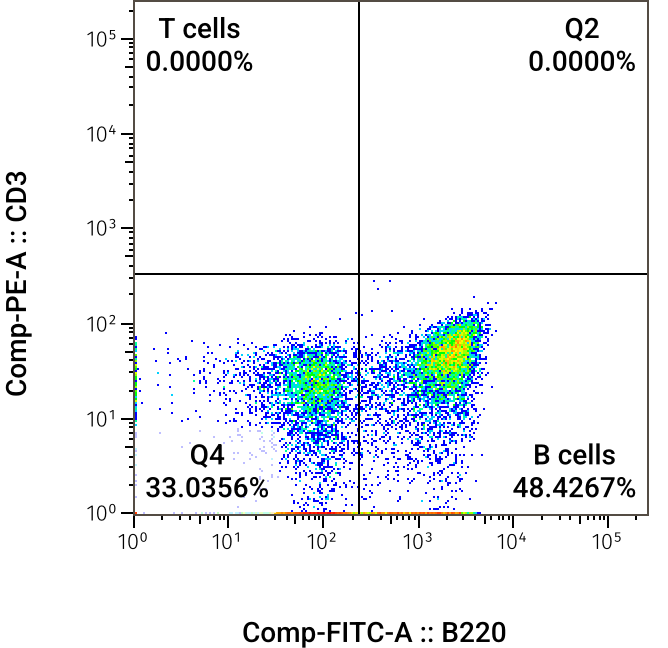 T cells
0.0000%
Q2
0.0000%
10⁵
10⁴
10³
10²
10¹
10⁰
Comp-PE-A :: CD3
Q4
33.0356%
B cells
48.4267%
10⁰ 10¹ 10² 10³ 10⁴ 10⁵
Comp-FITC-A :: B220